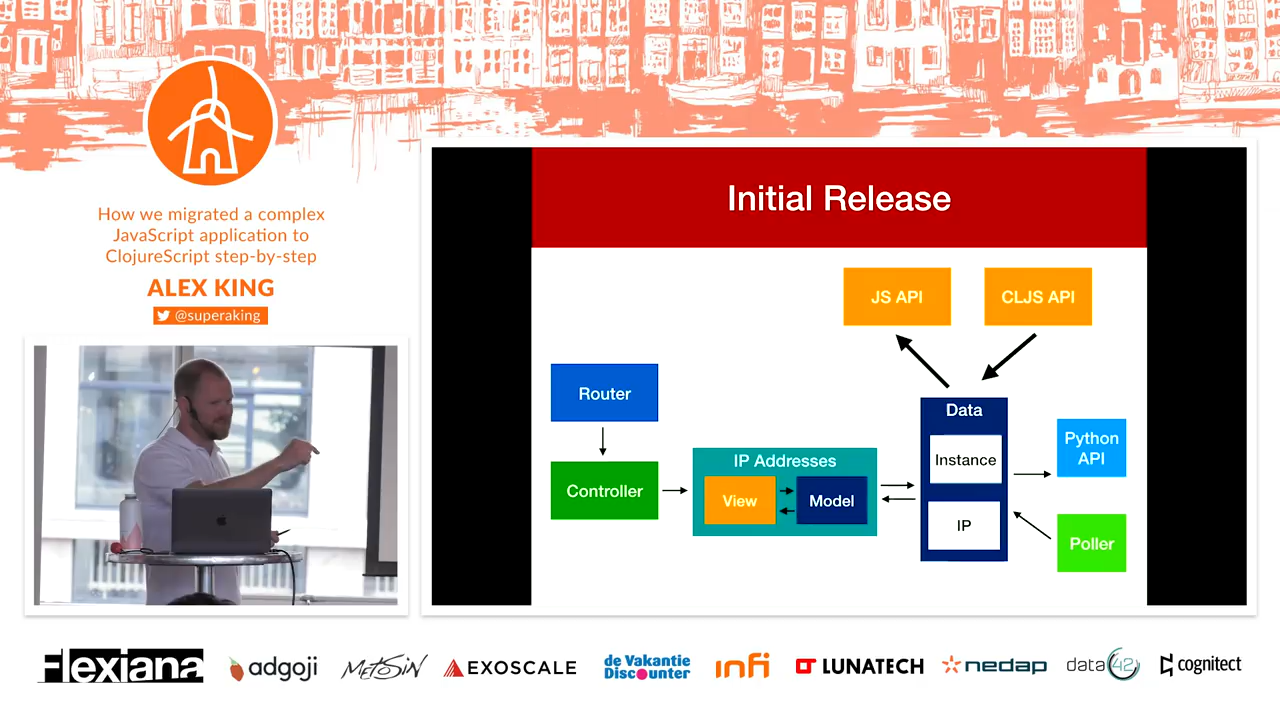 How we migrated a complex
JavaScript application to
ClojureScript step-by-step
ALEX KING
@superaking
Initial Release
JS API
CLJS API
Router
Controller
IP Addresses
View
Model
Data
Instance
IP
Python
API
Poller
Flexiana
adgoji
METOSIN
EXOSCALE
de Vakantie
Discounter
infi
LUNATECH
nedap
data42
cognitect